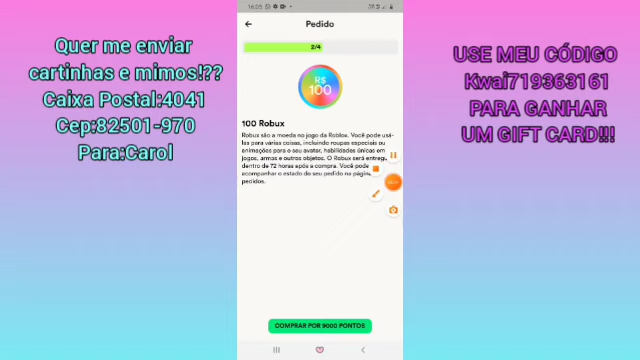 Quer me enviar
cartinhas e mimos!??
Caixa Postal:4041
Cep:82501-970
Para:Carol
16:05
Pedido
2/4
R$
100
100 Robux
Robux são a moeda no jogo da Roblox. Você pode usá-
las para várias coisas, incluindo roupas especiais ou
animações para o seu avatar, habilidades únicas em
jogos, armas e outros objetos. O Robux será entregu
dentro de 72 horas após a compra. Você pode
acompanhar o estado do seu pedido na página
pedidos.
COMPRAR POR 9000 PONTOS
USE MEU CÓDIGO
Kwai719363161
PARA GANHAR
UM GIFT CARD!!!